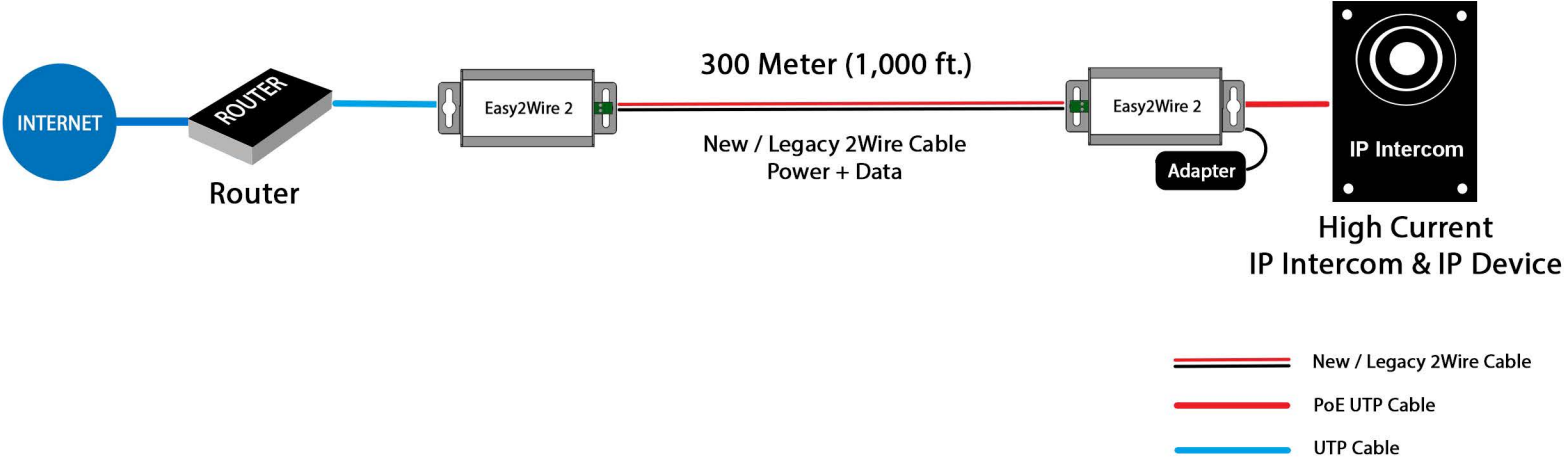 INTERNET
ROUTER
Router
Easy2Wire 2
300 Meter (1,000 ft.)
New / Legacy 2Wire Cable
Power + Data
Easy2Wire 2
Adapter
IP Intercom
High Current
IP Intercom & IP Device
New / Legacy 2Wire Cable
PoE UTP Cable
UTP Cable